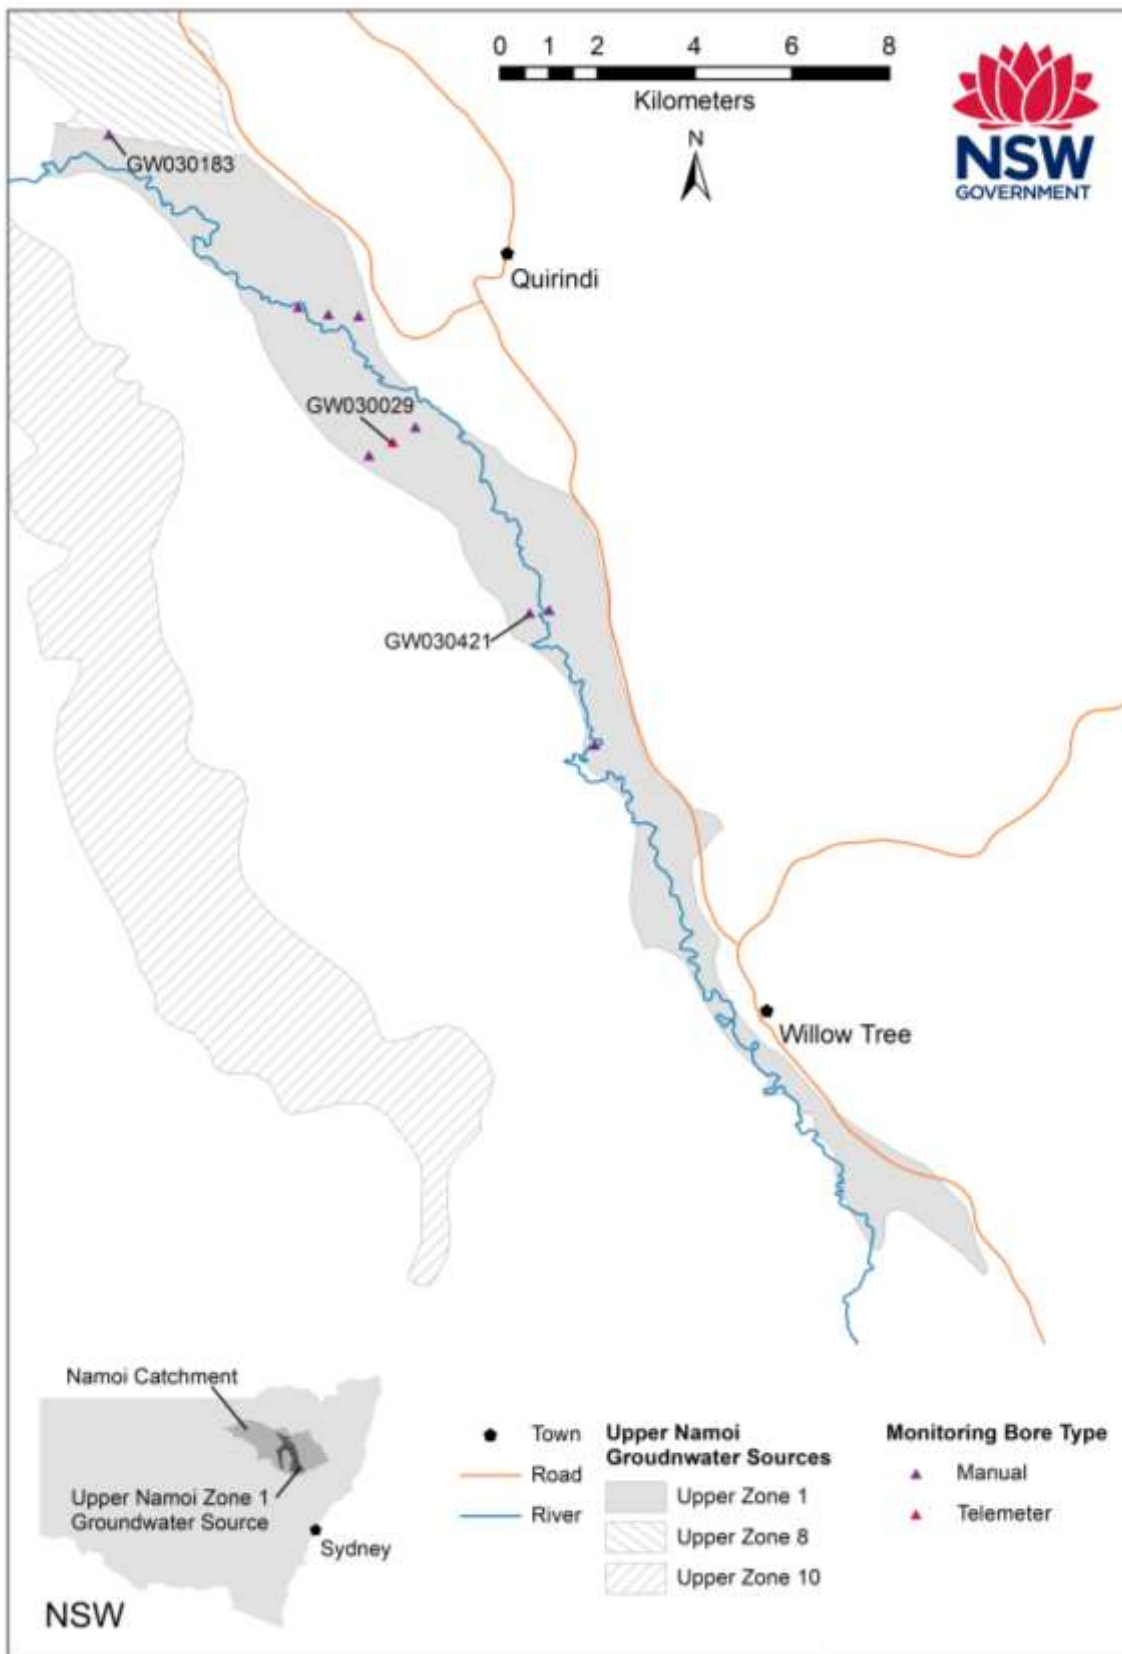 0 1 2 4 6 8
Kilometers
N
NSW
GOVERNMENT
GW030183
Quirindi
GW030029
GW030421
Willow Tree
Namoi Catchment
Upper Namoi Zone 1
Groundwater Source
Sydney
NSW
Town
Road
River
Upper Namoi
Groudnwater Sources
Upper Zone 1
Upper Zone 8
Upper Zone 10
Monitoring Bore Type
Manual
Telemeter